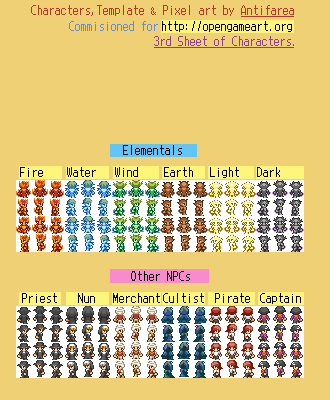 Characters, Template & Pixel art by Antifarea
Commisioned for http://opengameart.org
3rd Sheet of Characters.
Elementals
Fire Water Wind Earth Light Dark
Other NPCs
Priest Nun Merchant Cultist Pirate Captain